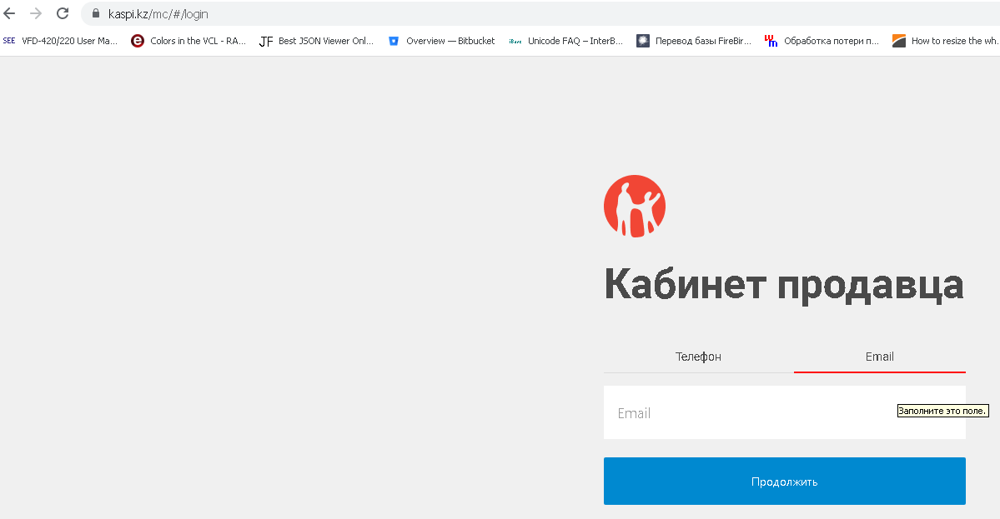 kaspi.kz/mc/#/login
SEE VFD-420/220 User Ma... e Colors in the VCL - RA... JF Best JSON Viewer Onl... Overview — Bitbucket iBase Unicode FAQ – InterB... Перевод базы FireBir... Обработка потери п... How to resize the wh.
Кабинет продавца
Телефон Email
Email Заполните это поле.
Продолжить